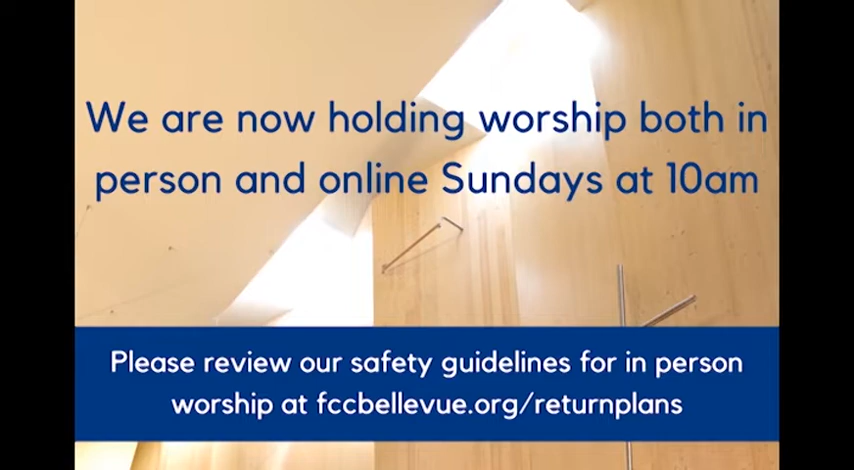 We are now holding worship both in
person and online Sundays at 10am
Please review our safety guidelines for in person
worship at fccbellevue.org/returnplans